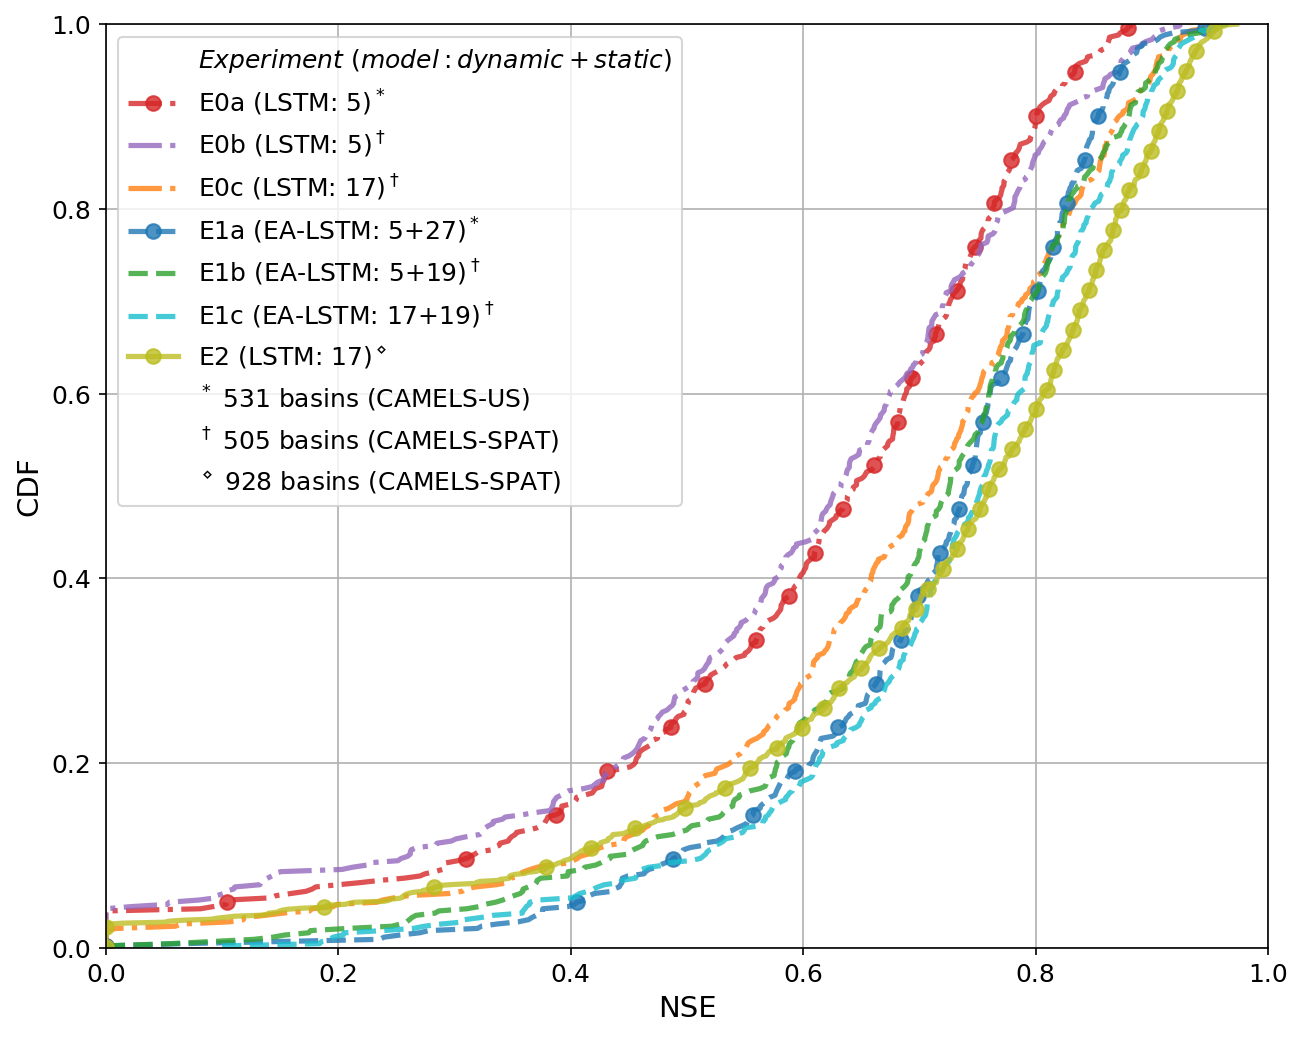 Experiment (model : dynamic + static)
E0a (LSTM: 5)*
E0b (LSTM: 5)†
E0c (LSTM: 17)†
E1a (EA-LSTM: 5+27)*
E1b (EA-LSTM: 5+19)†
E1c (EA-LSTM: 17+19)†
E2 (LSTM: 17)⋄
* 531 basins (CAMELS-US)
† 505 basins (CAMELS-SPAT)
⋄ 928 basins (CAMELS-SPAT)
CDF
1.0
0.8
0.6
0.4
0.2
0.0
0.0 0.2 0.4 0.6 0.8 1.0
NSE